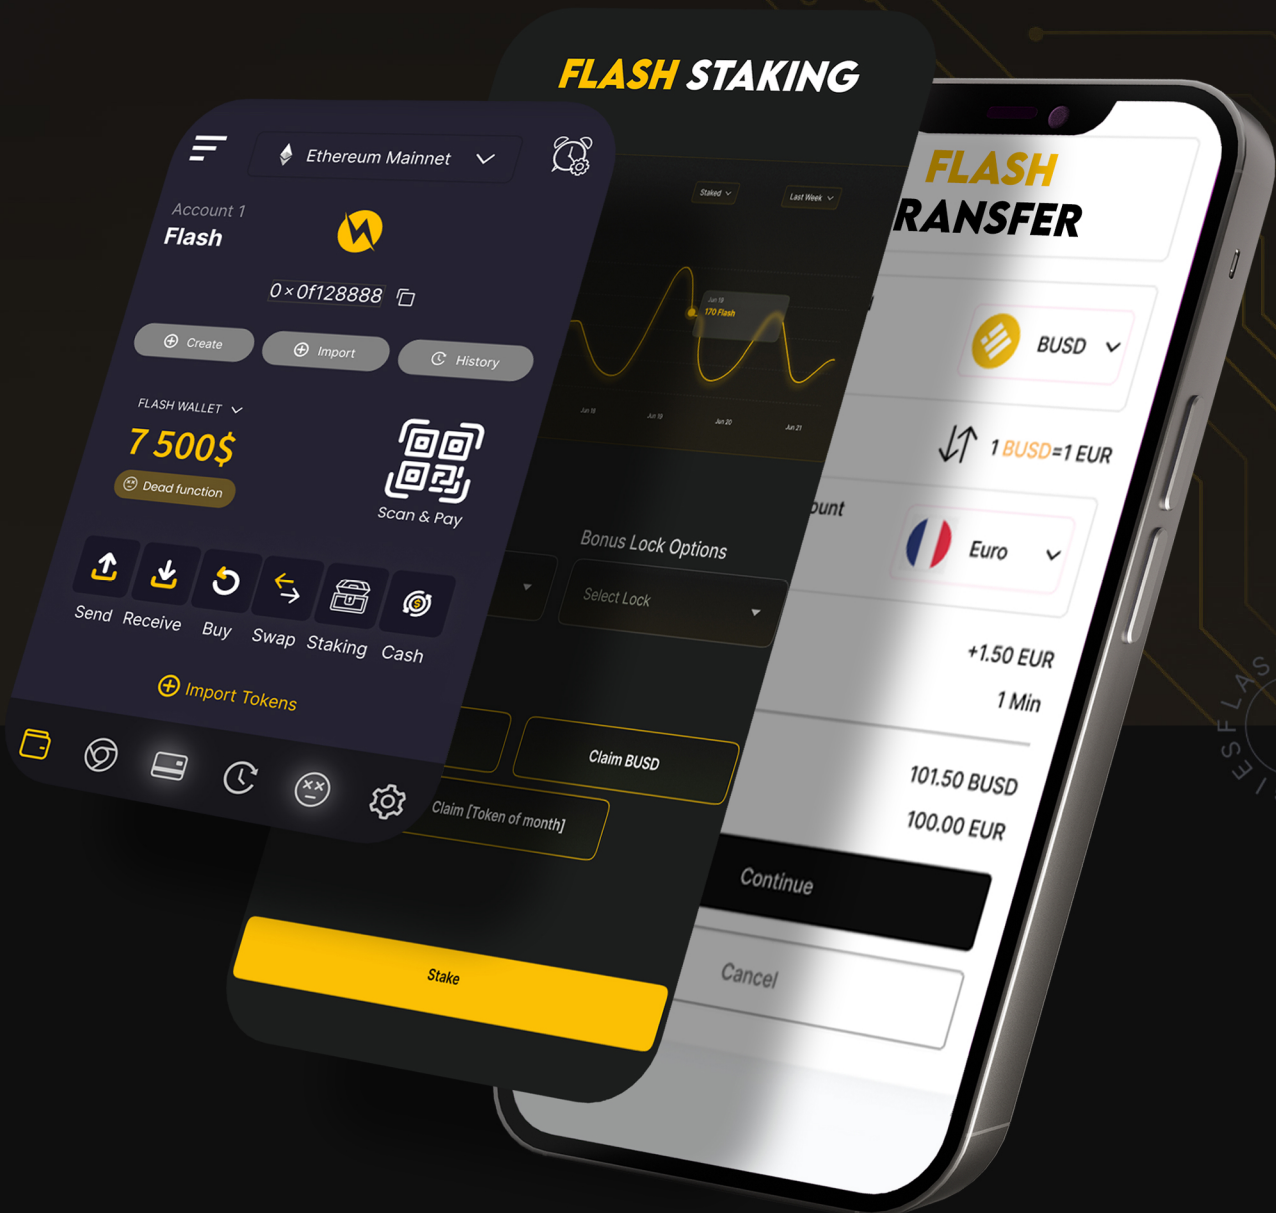 Ethereum Mainnet
Account 1
Flash
0×0f128888
Create
Import
History
FLASH WALLET
7 500$
Dead function
Scan & Pay
Send
Receive
Buy
Swap
Staking
Cash
Import Tokens
FLASH STAKING
Staked
Last Week
Jun 19
170 Flash
Jun 18
Jun 19
Jun 20
Jun 21
Bonus Lock Options
Select Lock
Claim BUSD
Claim [Token of month]
Stake
FLASH
RANSFER
BUSD
1 BUSD=1 EUR
ount
Euro
+1.50 EUR
1 Min
101.50 BUSD
100.00 EUR
Continue
Cancel
IESFLAS